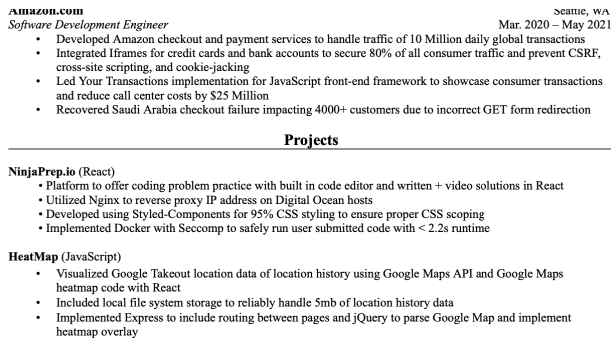 Amazon.com Seattle, WA
Software Development Engineer Mar. 2020 – May 2021
• Developed Amazon checkout and payment services to handle traffic of 10 Million daily global transactions
• Integrated Iframes for credit cards and bank accounts to secure 80% of all consumer traffic and prevent CSRF,
cross-site scripting, and cookie-jacking
• Led Your Transactions implementation for JavaScript front-end framework to showcase consumer transactions
and reduce call center costs by $25 Million
• Recovered Saudi Arabia checkout failure impacting 4000+ customers due to incorrect GET form redirection
Projects
NinjaPrep.io (React)
• Platform to offer coding problem practice with built in code editor and written + video solutions in React
• Utilized Nginx to reverse proxy IP address on Digital Ocean hosts
• Developed using Styled-Components for 95% CSS styling to ensure proper CSS scoping
• Implemented Docker with Seccomp to safely run user submitted code with < 2.2s runtime
HeatMap (JavaScript)
• Visualized Google Takeout location data of location history using Google Maps API and Google Maps
heatmap code with React
• Included local file system storage to reliably handle 5mb of location history data
• Implemented Express to include routing between pages and jQuery to parse Google Map and implement
heatmap overlay